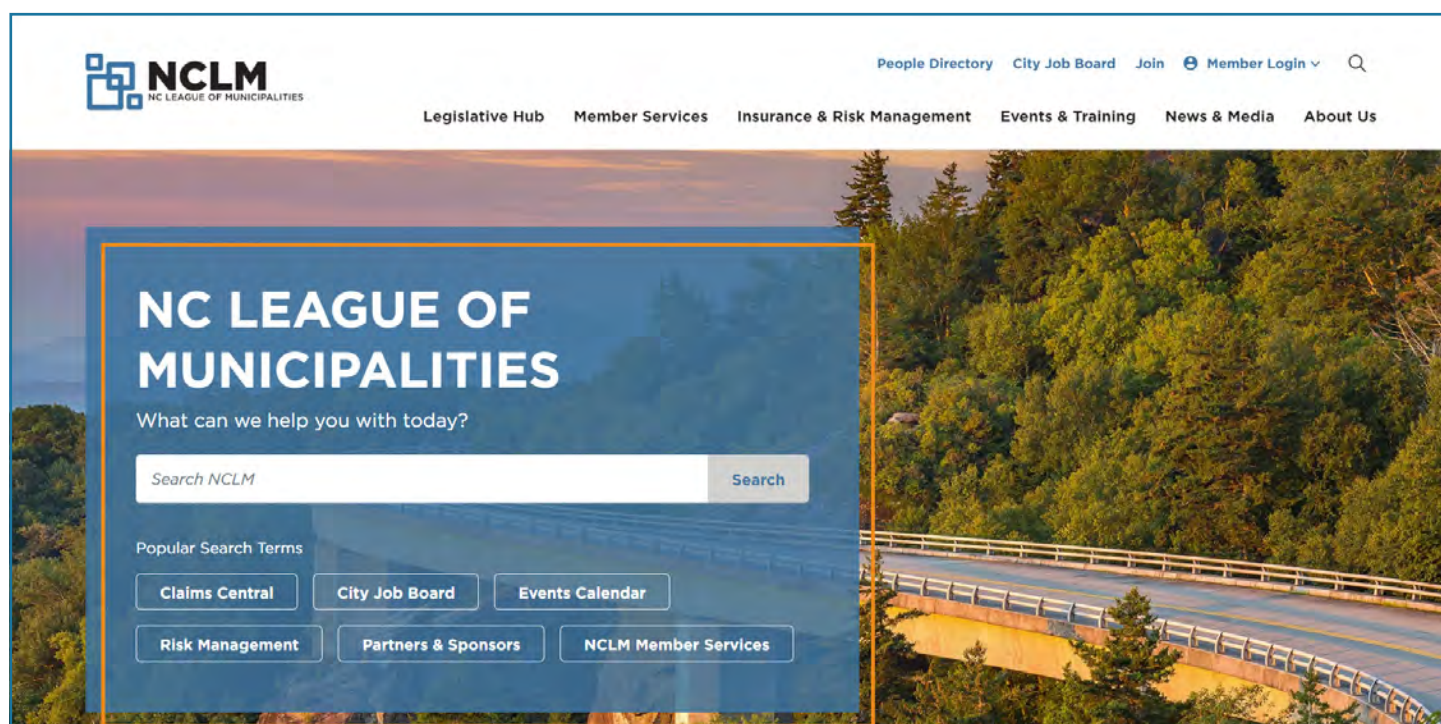 NCLM
NC LEAGUE OF MUNICIPALITIES
People Directory City Job Board Join Member Login
Legislative Hub Member Services Insurance & Risk Management Events & Training News & Media About Us
NC LEAGUE OF
MUNICIPALITIES
What can we help you with today?
Search NCLM Search
Popular Search Terms
Claims Central City Job Board Events Calendar
Risk Management Partners & Sponsors NCLM Member Services